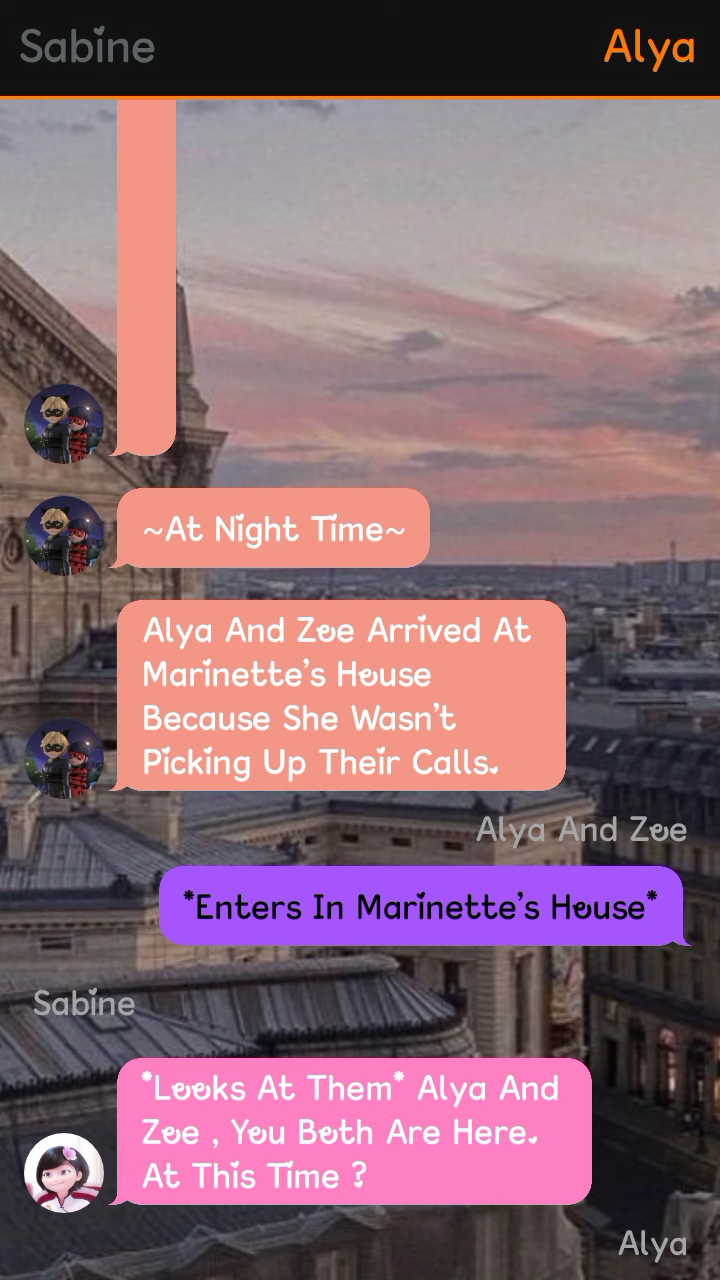 Sabine
Alya
~At Night Time~
Alya And Zoe Arrived At
Marinette's House
Because She Wasn't
Picking Up Their Calls.
Alya And Zoe
*Enters In Marinette's House*
Sabine
*Looks At Them* Alya And
Zoe , You Both Are Here.
At This Time ?
Alya